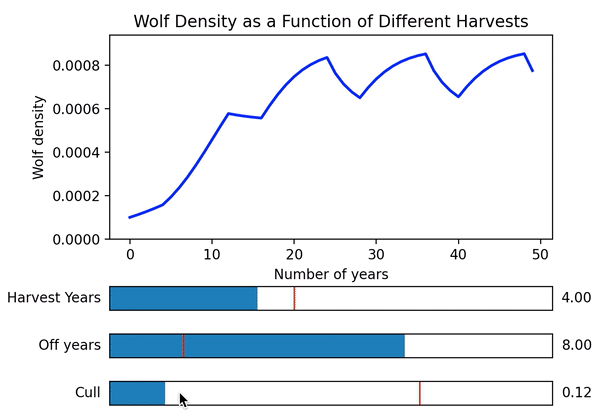 Wolf Density as a Function of Different Harvests
0.0008
0.0006
0.0004
0.0002
0.0000
Wolf density
0 10 20 30 40 50
Number of years
Harvest Years 4.00
Off years 8.00
Cull 0.12